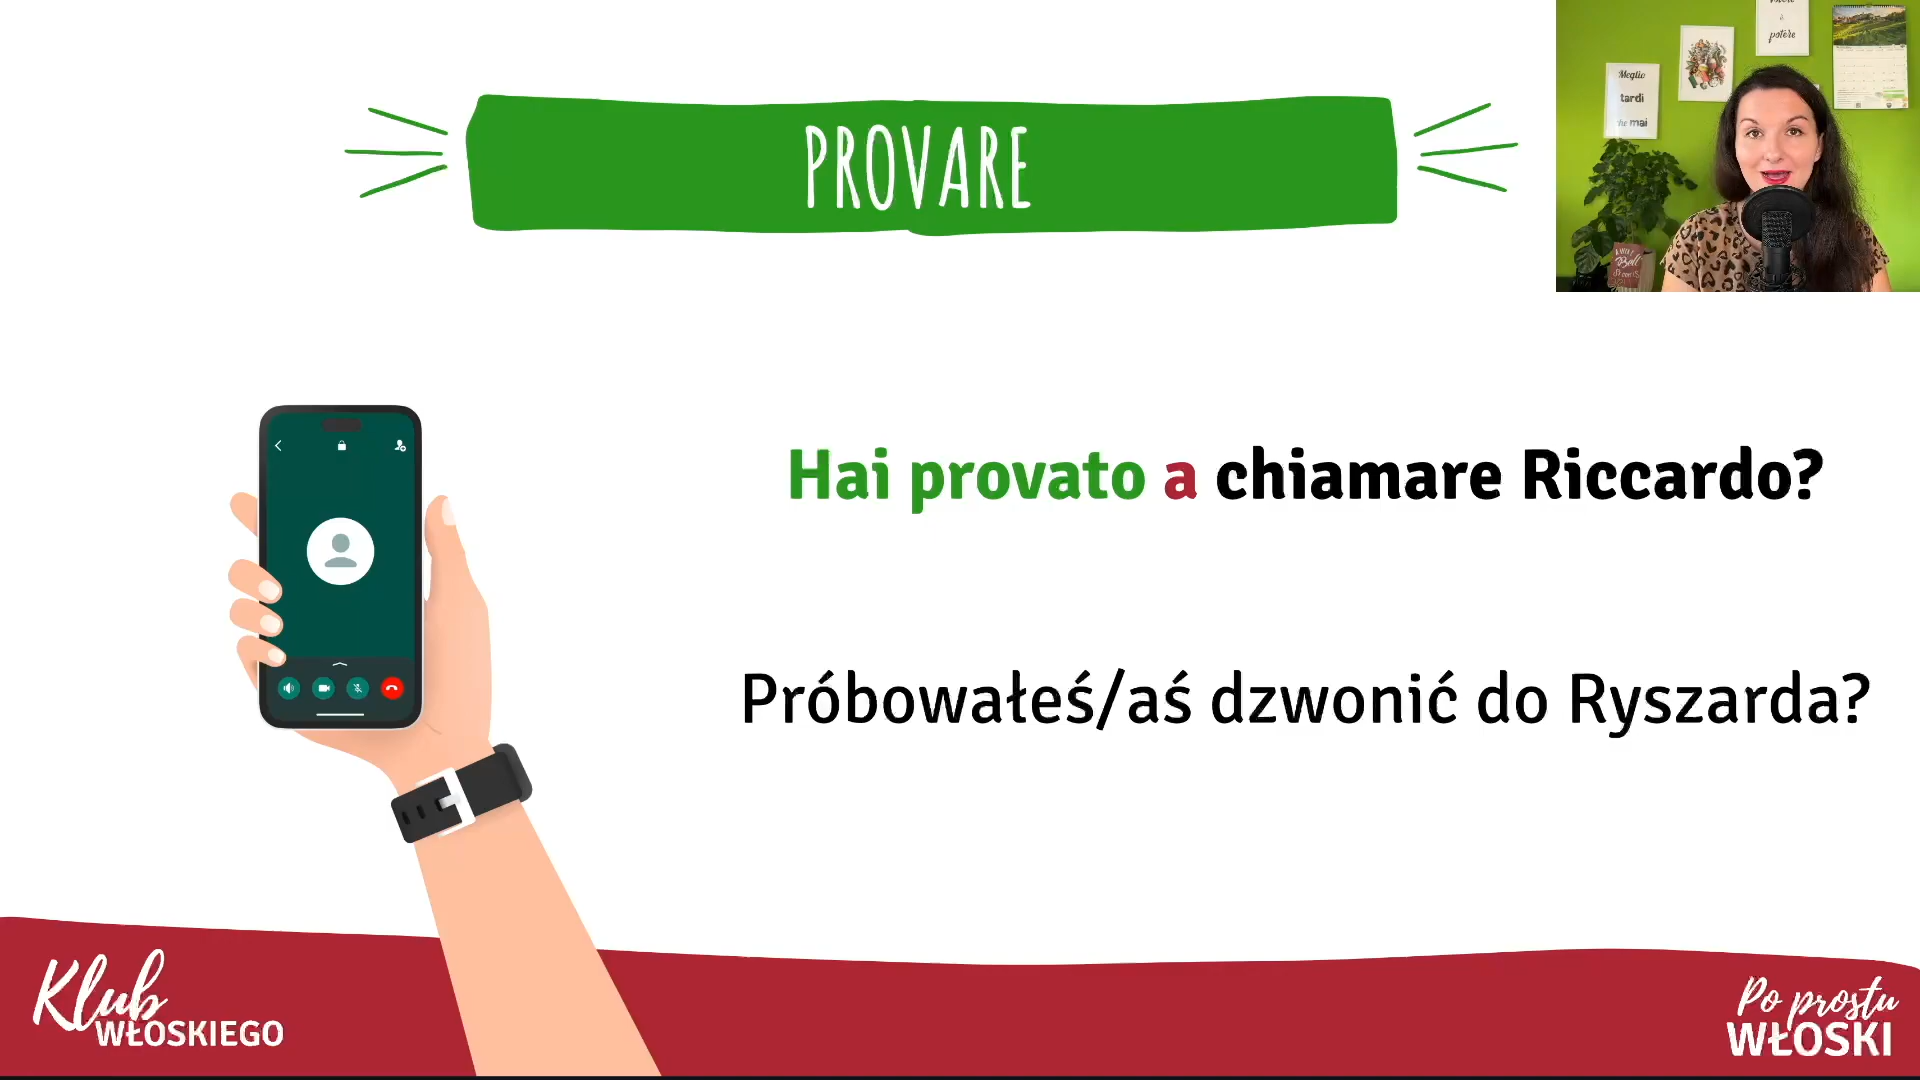 PROVARE
potere
Meglio
tardi
che mai
Hai provato a chiamare Riccardo?
Próbowałeś/aś dzwonić do Ryszarda?
Klub
WŁOSKIEGO
Po prostu
WŁOSKI